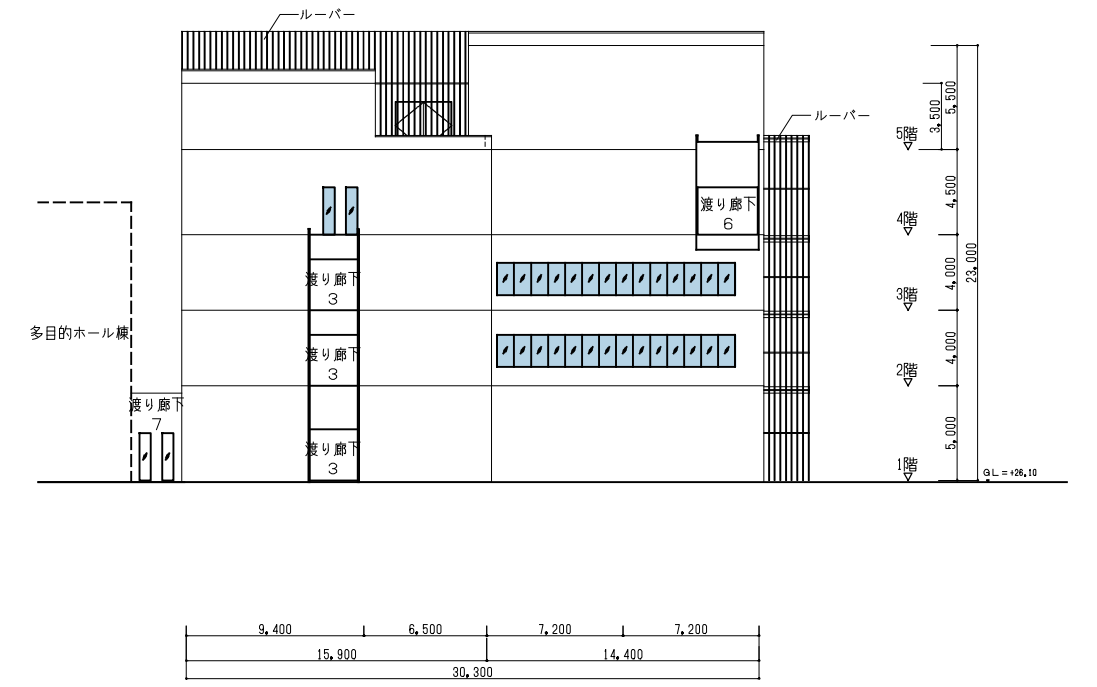 ルーバー
ルーバー
5,500
3,500
5階
4,500
渡り廊下
6
4階
23,000
4,000
渡り廊下
3
3階
多目的ホール棟
4,000
渡り廊下
3
2階
渡り廊下
7
5,000
渡り廊下
3
1階
GL=+26.10
9,400
6,500
7,200
7,200
15,900
14,400
30,300